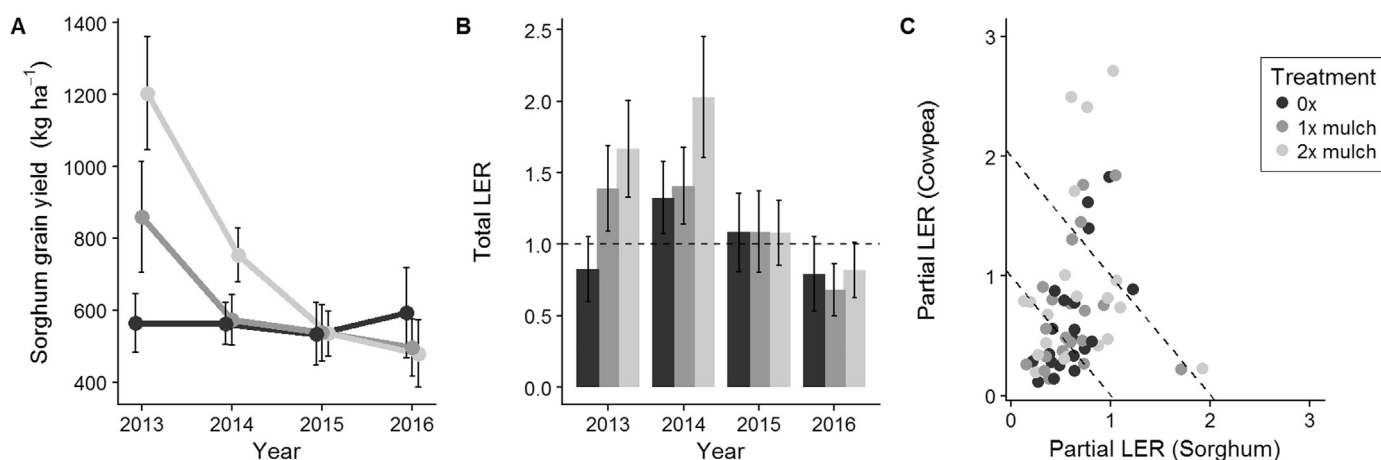 A
Sorghum grain yield (kg ha⁻¹)
1400
1200
1000
800
600
400
2013 2014 2015 2016
Year
B
Total LER
2.5
2.0
1.5
1.0
0.5
0.0
2013 2014 2015 2016
Year
C
Partial LER (Cowpea)
3
2
1
0
0 1 2 3
Partial LER (Sorghum)
Treatment
0x
1x mulch
2x mulch